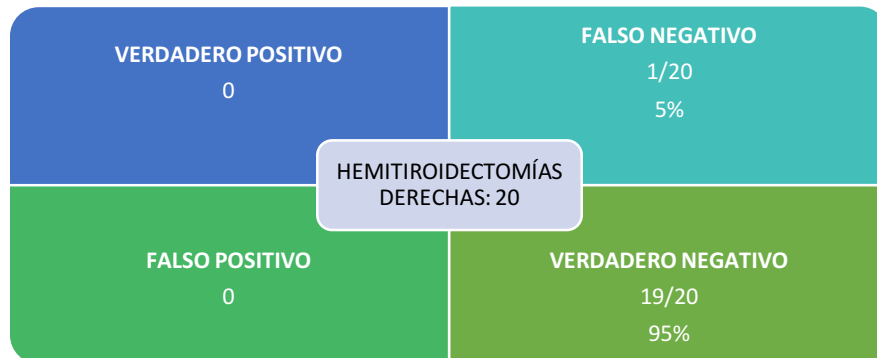 VERDADERO POSITIVO
0
FALSO NEGATIVO
1/20
5%
HEMITIROIDECTOMÍAS
DERECHAS: 20
FALSO POSITIVO
0
VERDADERO NEGATIVO
19/20
95%